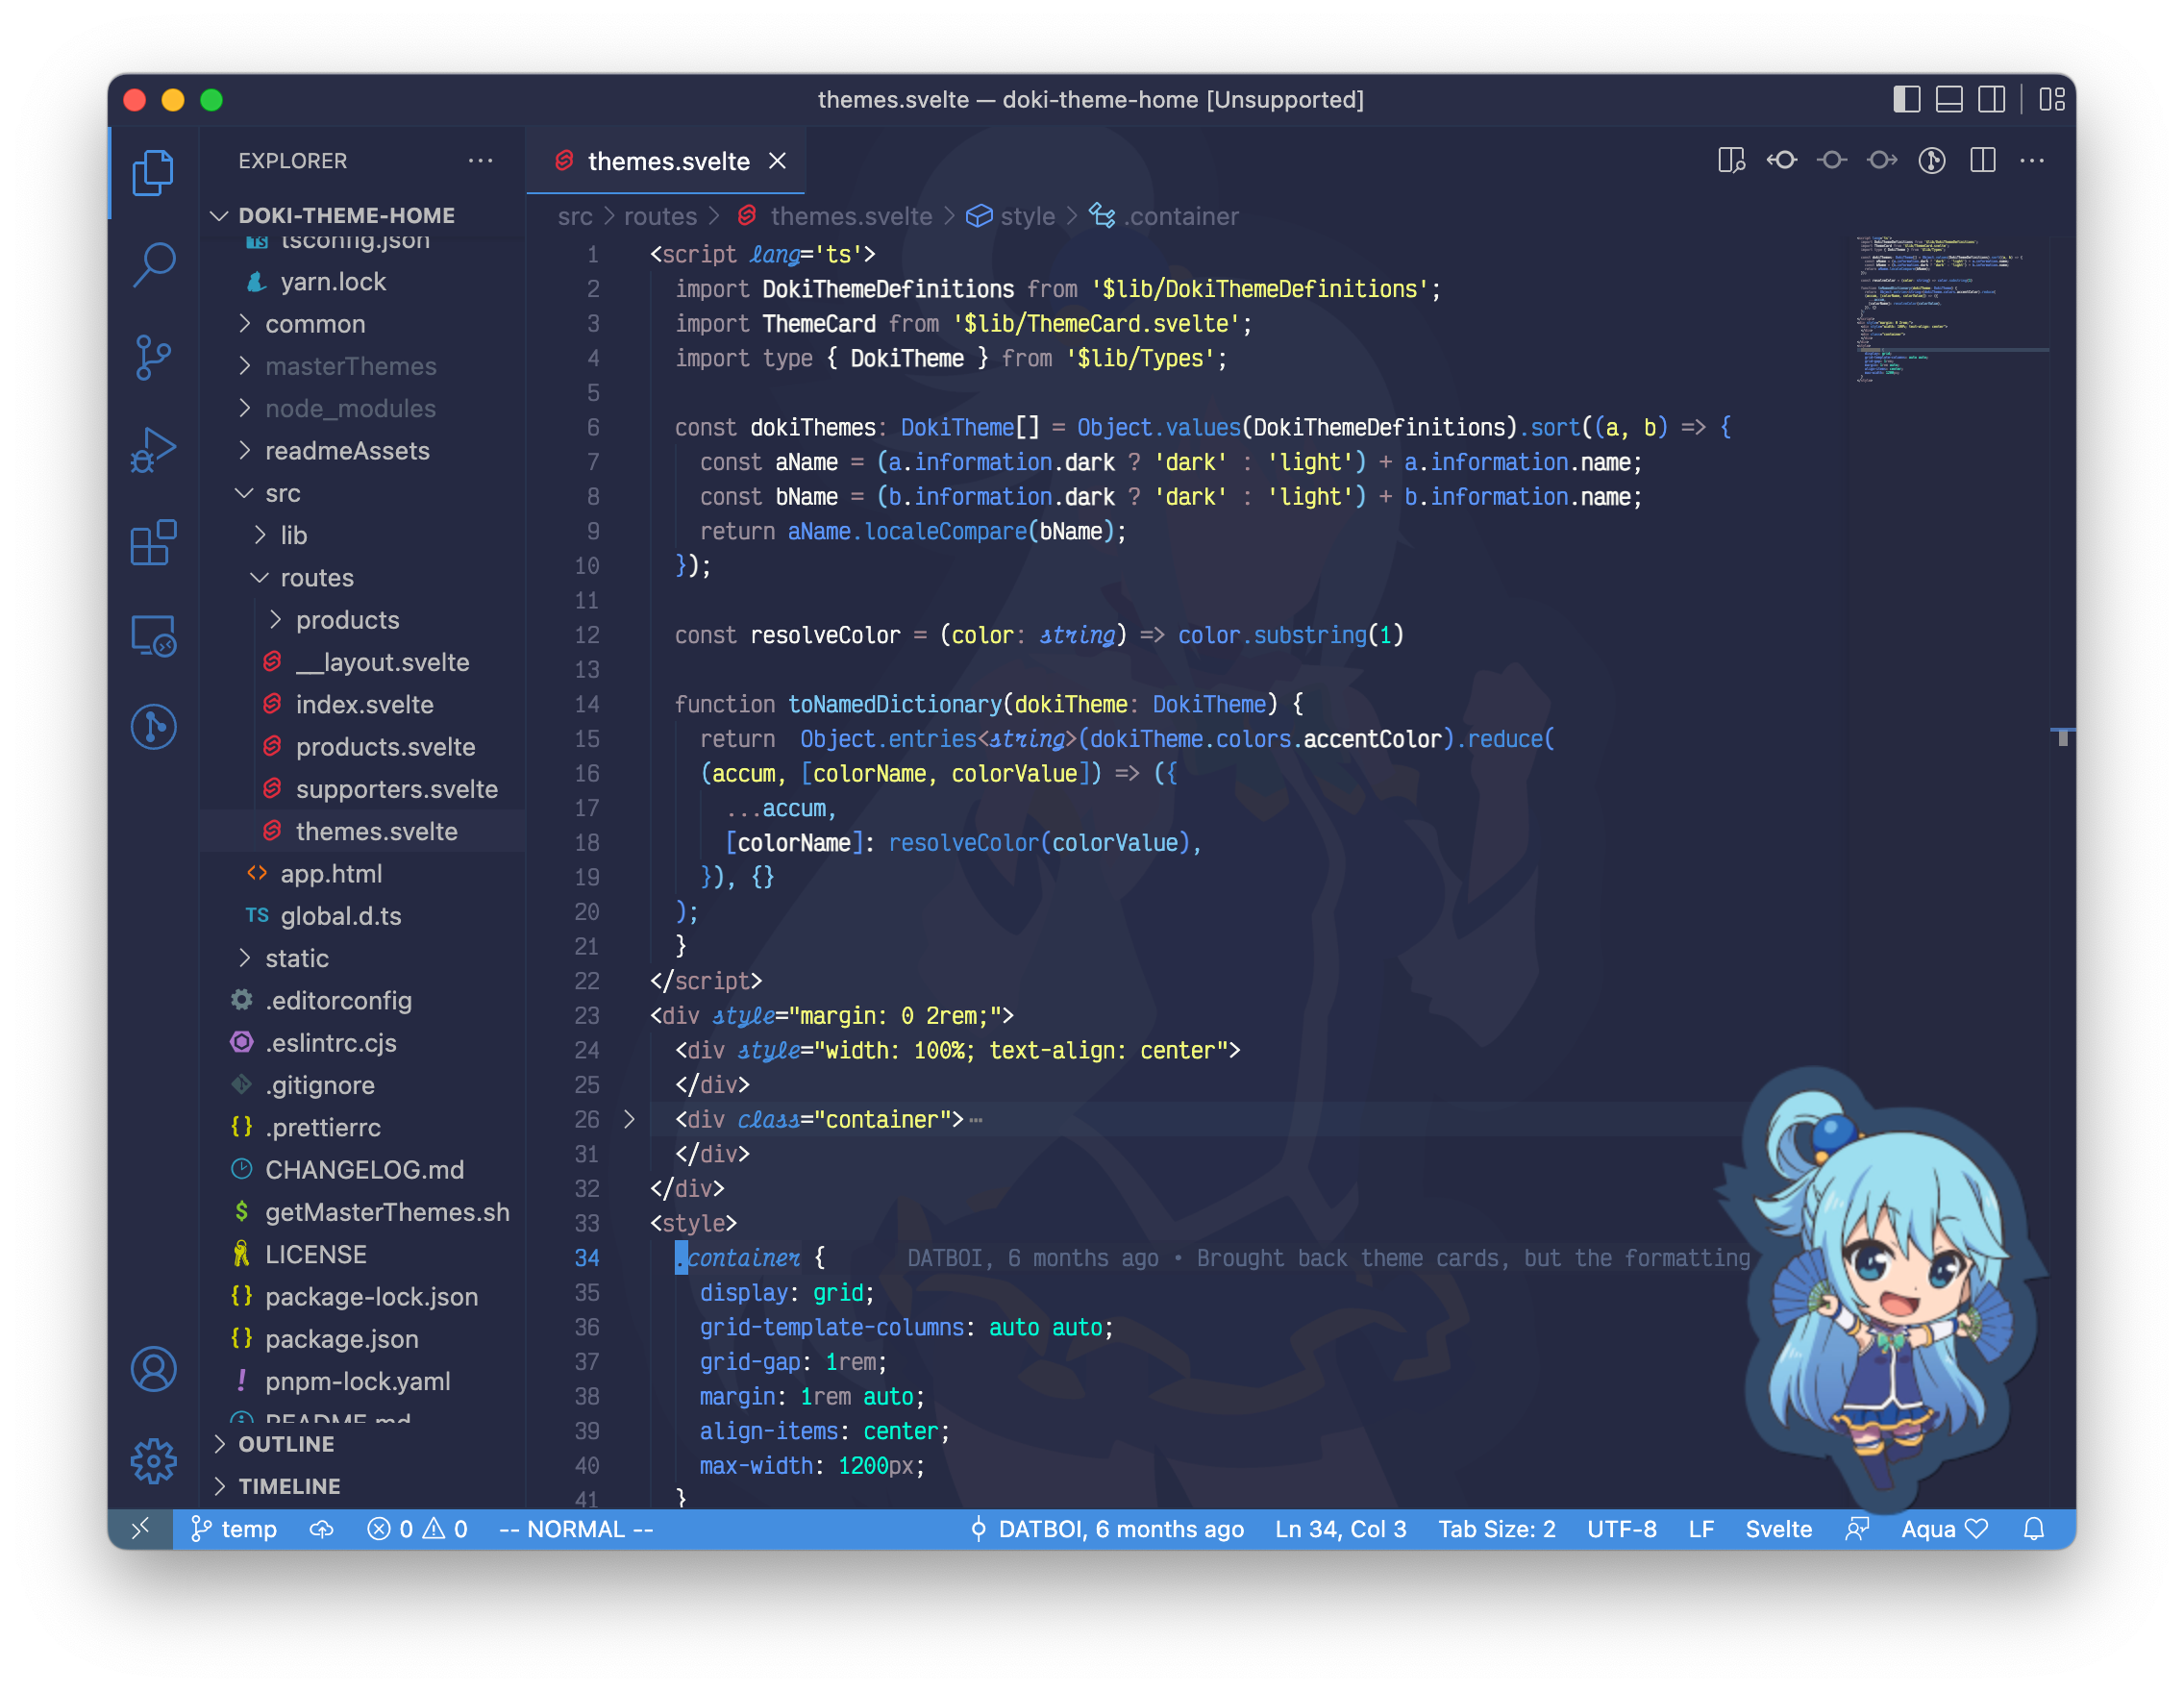 themes.svelte — doki-theme-home [Unsupported]
EXPLORER
DOKI-THEME-HOME
TS tsconfig.json
yarn.lock
common
masterThemes
node_modules
readmeAssets
src
lib
routes
products
__layout.svelte
index.svelte
products.svelte
supporters.svelte
themes.svelte
<> app.html
TS global.d.ts
static
.editorconfig
.eslintrc.cjs
.gitignore
{} .prettierrc
CHANGELOG.md
$ getMasterThemes.sh
LICENSE
{} package-lock.json
{} package.json
! pnpm-lock.yaml
README.md
OUTLINE
TIMELINE
themes.svelte
src > routes > themes.svelte > style > .container
1 <script lang='ts'>
2 import DokiThemeDefinitions from '$lib/DokiThemeDefinitions';
3 import ThemeCard from '$lib/ThemeCard.svelte';
4 import type { DokiTheme } from '$lib/Types';
5
6 const dokiThemes: DokiTheme[] = Object.values(DokiThemeDefinitions).sort((a, b) => {
7 const aName = (a.information.dark ? 'dark' : 'light') + a.information.name;
8 const bName = (b.information.dark ? 'dark' : 'light') + b.information.name;
9 return aName.localeCompare(bName);
10 });
11
12 const resolveColor = (color: string) => color.substring(1)
13
14 function toNamedDictionary(dokiTheme: DokiTheme) {
15 return  Object.entries<string>(dokiTheme.colors.accentColor).reduce(
16 (accum, [colorName, colorValue]) => ({
17 ...accum,
18 [colorName]: resolveColor(colorValue),
19 }), {}
20 );
21 }
22 </script>
23 <div style="margin: 0 2rem;">
24 <div style="width: 100%; text-align: center">
25 </div>
26 <div class="container">⋯
31 </div>
32 </div>
33 <style>
34 .container { DATBOI, 6 months ago • Brought back theme cards, but the formatting
35 display: grid;
36 grid-template-columns: auto auto;
37 grid-gap: 1rem;
38 margin: 1rem auto;
39 align-items: center;
40 max-width: 1200px;
41 }
temp 0 0 -- NORMAL -- DATBOI, 6 months ago Ln 34, Col 3 Tab Size: 2 UTF-8 LF Svelte Aqua ♡